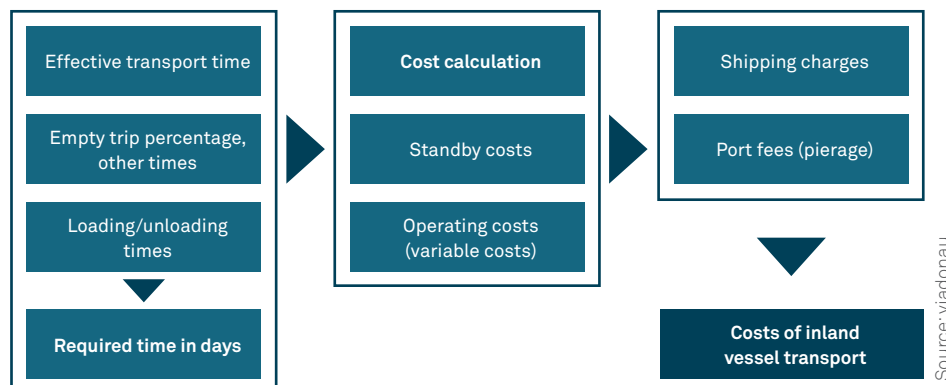 Effective transport time
Empty trip percentage,
other times
Loading/unloading
times
Required time in days
Cost calculation
Standby costs
Operating costs
(variable costs)
Shipping charges
Port fees (pierage)
Costs of inland
vessel transport
Source: viadonau